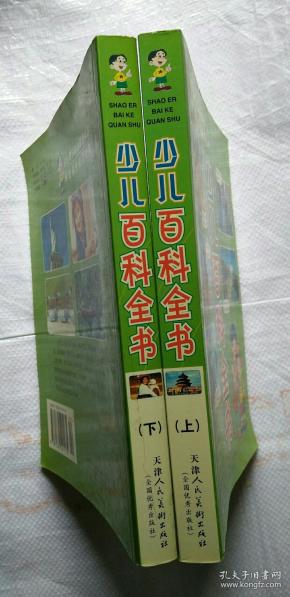 SHAO ER
BAI KE
QUAN SHU
少儿百科全书
（下）
天津人民美术出版社
（全国优秀出版社）
SHAO ER
BAI KE
QUAN SHU
少儿百科全书
（上）
天津人民美术出版社
（全国优秀出版社）
孔夫子旧书网